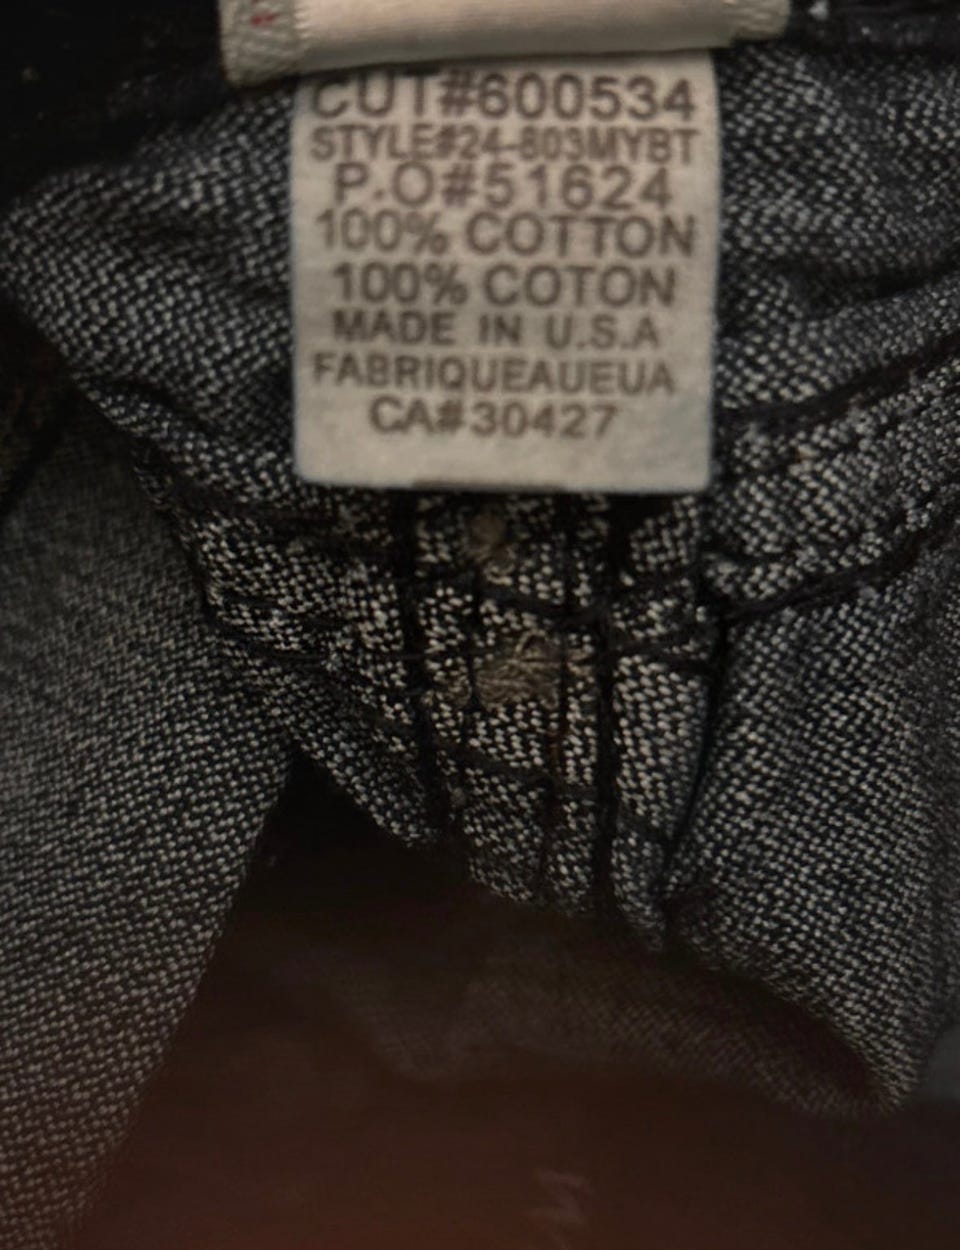 CUT#600534
STYLE#24-803MYBT
P.O#51624
100% COTTON
100% COTON
MADE IN U.S.A
FABRIQUEAUEUA
CA#30427